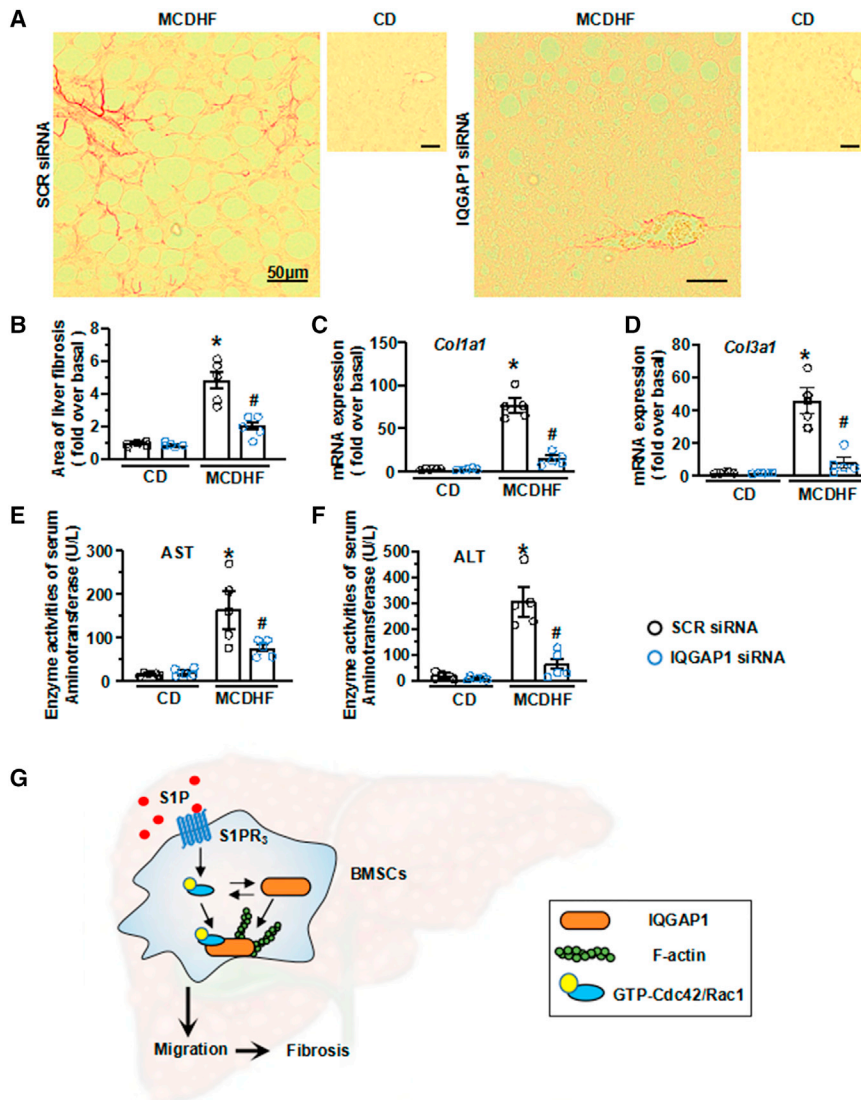 A
MCDHF
CD
MCDHF
CD
SCR siRNA
50μm
IQGAP1 siRNA
B
Area of liver fibrosis
( fold over basal )
8
6
4
2
0
*
#
CD
MCDHF
C
Col1a1
mRNA expression
( fold over basal)
150
100
50
0
*
#
CD
MCDHF
D
Col3a1
mRNA expression
(fold over basal)
80
60
40
20
0
*
#
CD
MCDHF
E
AST
Enzyme activities of serum
Aminotransferase (U/L)
300
200
100
0
*
#
CD
MCDHF
F
ALT
Enzyme activities of serum
Aminotransferase (U/L)
500
400
300
200
100
0
*
#
CD
MCDHF
SCR siRNA
IQGAP1 siRNA
G
S1P
S1PR3
BMSCs
Migration
Fibrosis
IQGAP1
F-actin
GTP-Cdc42/Rac1